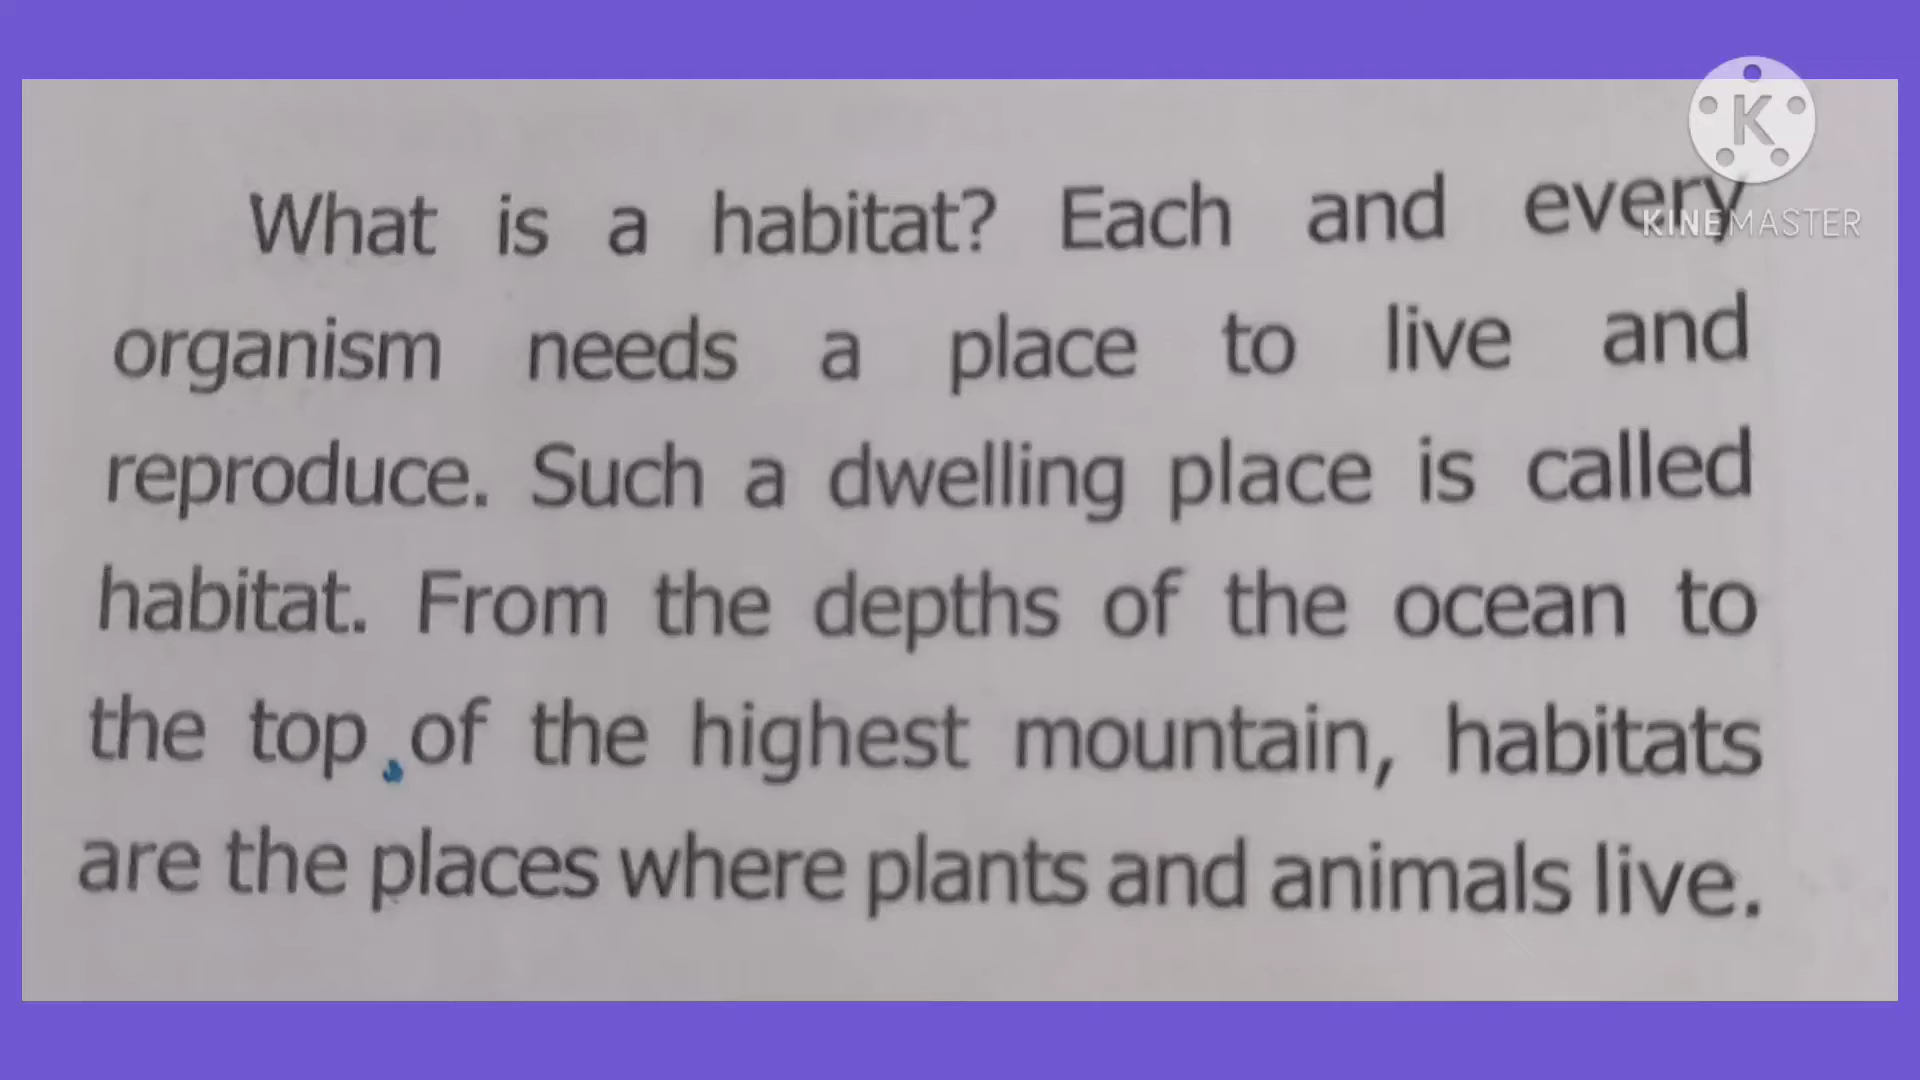 K
KINEMASTER
What is a habitat? Each and every
organism needs a place to live and
reproduce. Such a dwelling place is called
habitat. From the depths of the ocean to
the top of the highest mountain, habitats
are the places where plants and animals live.